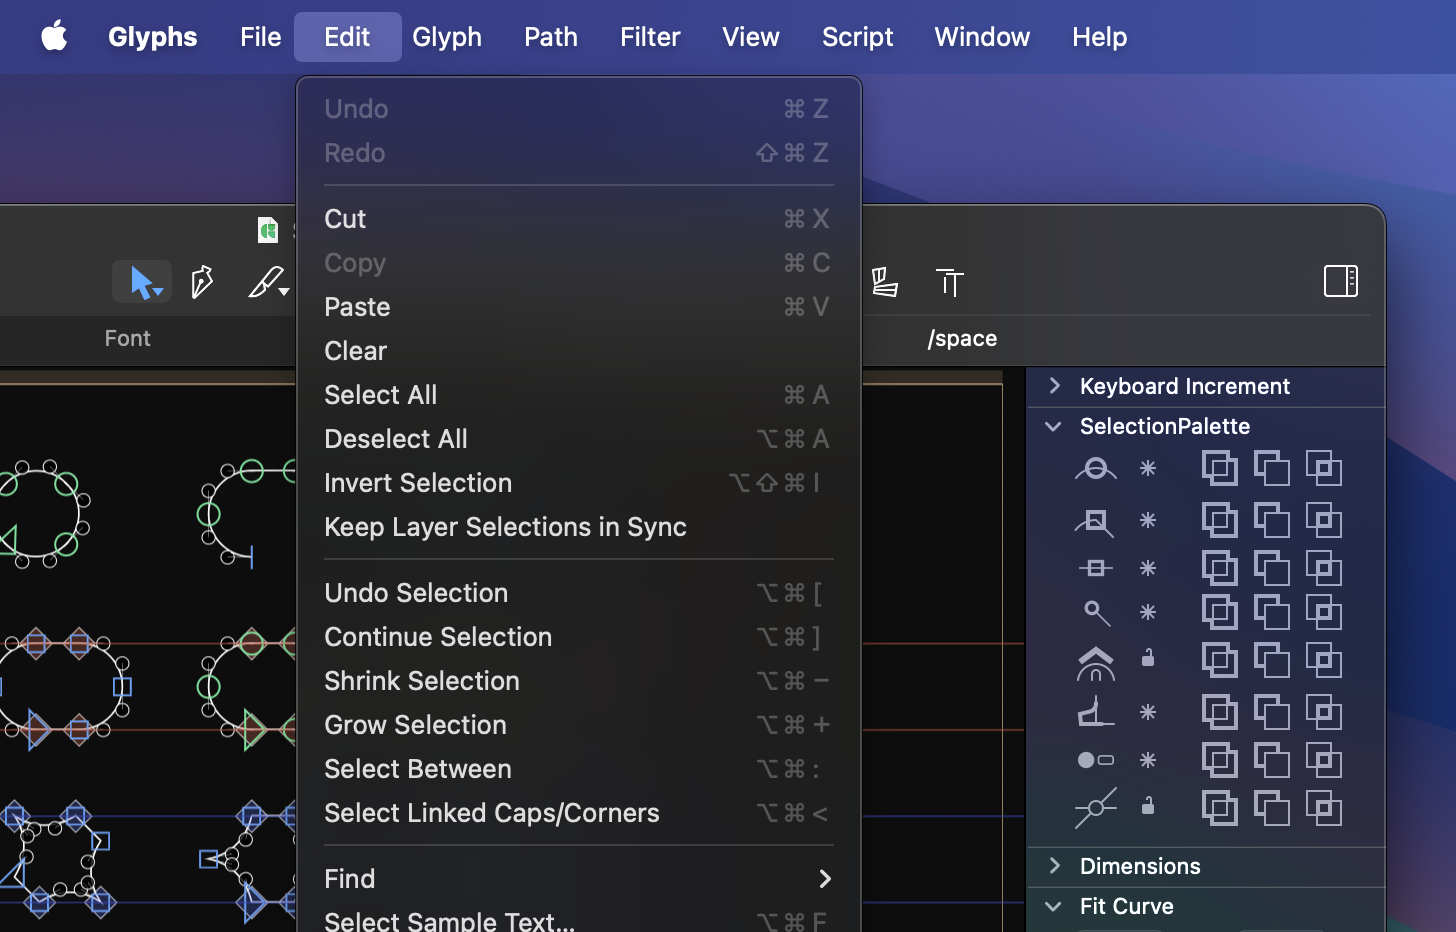 Glyphs File Edit Glyph Path Filter View Script Window Help
Undo ⌘ Z
Redo ⇧ ⌘ Z
Cut ⌘ X
Copy ⌘ C
Paste ⌘ V
Clear
Select All ⌘ A
Deselect All ⌥ ⌘ A
Invert Selection ⌥ ⇧ ⌘ I
Keep Layer Selections in Sync
Undo Selection ⌥ ⌘ [
Continue Selection ⌥ ⌘ ]
Shrink Selection ⌥ ⌘ −
Grow Selection ⌥ ⌘ +
Select Between ⌥ ⌘ :
Select Linked Caps/Corners ⌥ ⌘ <
Find
Select Sample Text... ⌥ ⌘ F
Font
/space
Keyboard Increment
SelectionPalette
Dimensions
Fit Curve